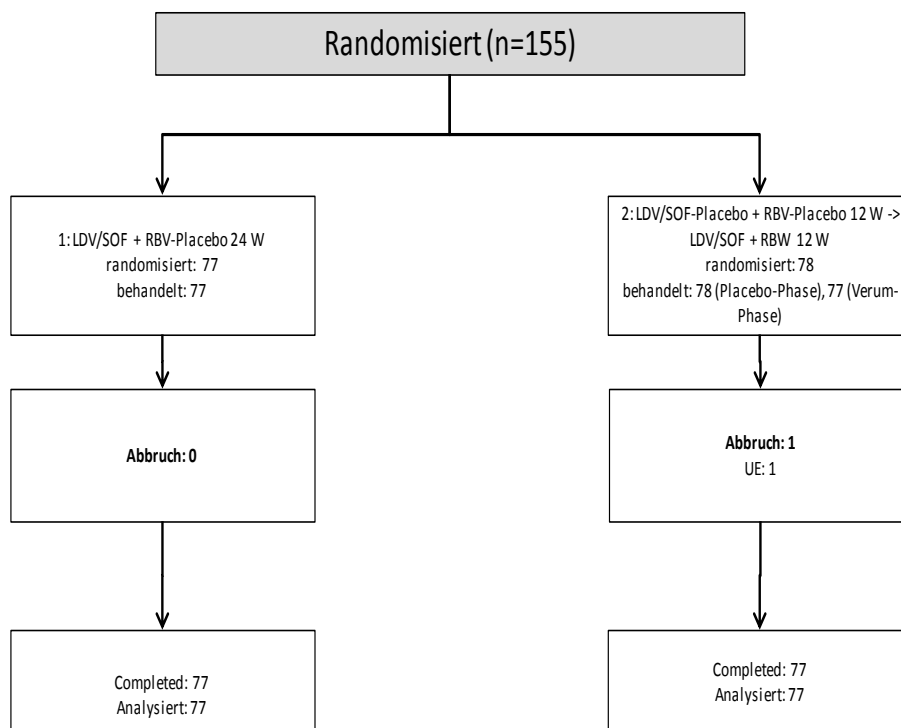 Randomisiert (n=155)
1: LDV/SOF + RBV-Placebo 24 W
randomisiert: 77
behandelt: 77
2: LDV/SOF-Placebo + RBV-Placebo 12 W ->
LDV/SOF + RBW 12 W
randomisiert: 78
behandelt: 78 (Placebo-Phase), 77 (Verum-
Phase)
Abbruch: 0
Abbruch: 1
UE: 1
Completed: 77
Analysiert: 77
Completed: 77
Analysiert: 77